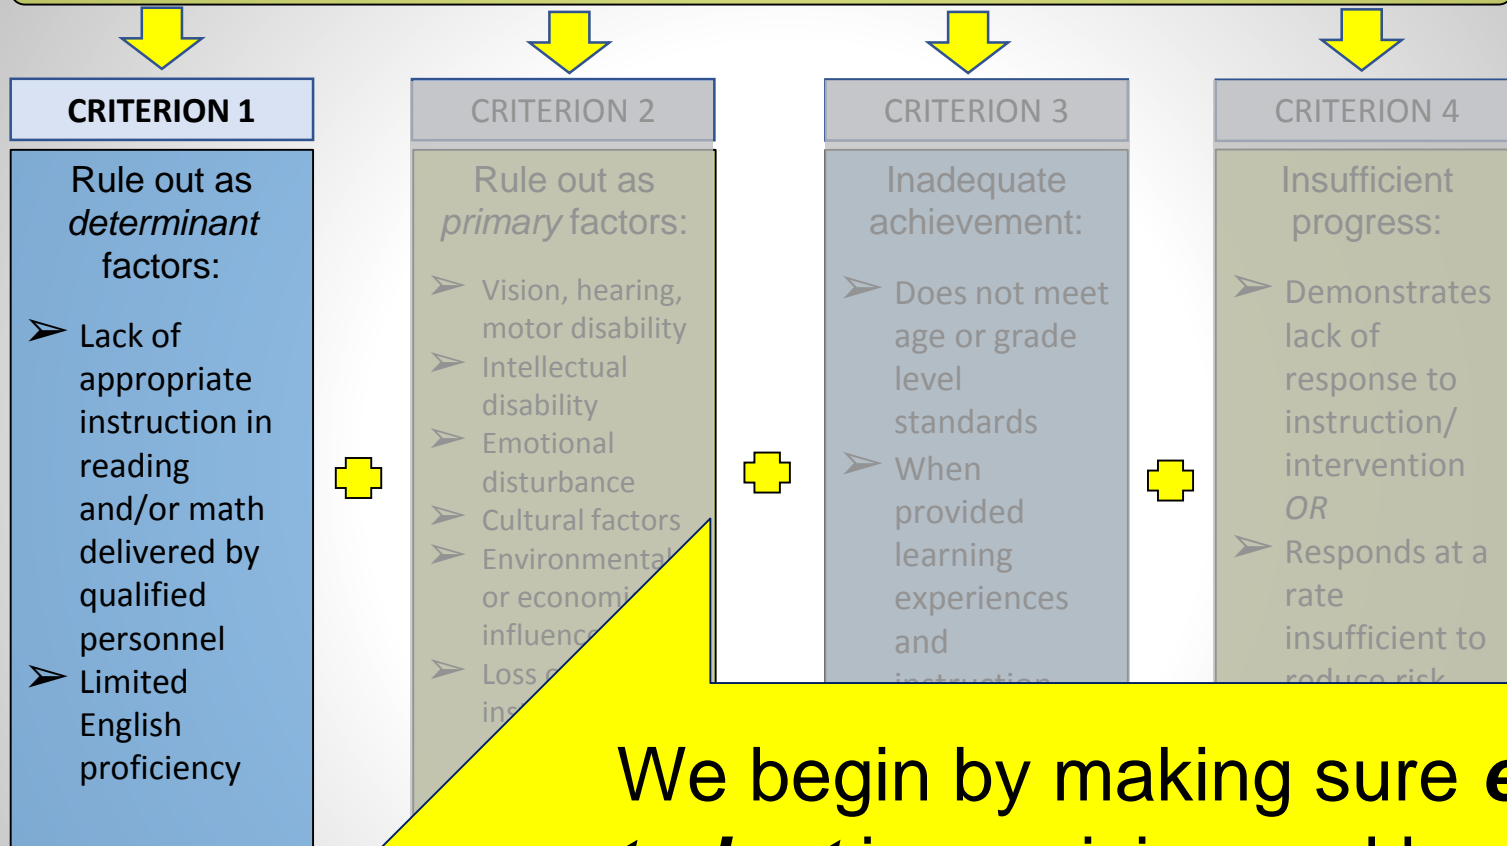 CRITERION 1
Rule out as
determinant
factors:
➢ Lack of
appropriate
instruction in
reading
and/or math
delivered by
qualified
personnel
➢ Limited
English
proficiency
CRITERION 2
Rule out as
primary factors:
➢ Vision, hearing,
motor disability
➢ Intellectual
disability
➢ Emotional
disturbance
➢ Cultural factors
➢ Environmental
or
➢ Loss
CRITERION 3
Inadequate
achievement:
➢ Does not meet
age or grade
level
standards
➢ When
provided
learning
experiences
and
instruction
CRITERION 4
Insufficient
progress:
➢ Demonstrates
lack of
response to
instruction/
intervention
OR
➢ Responds at a
rate
insufficient to
reduce risk
We begin by making sure